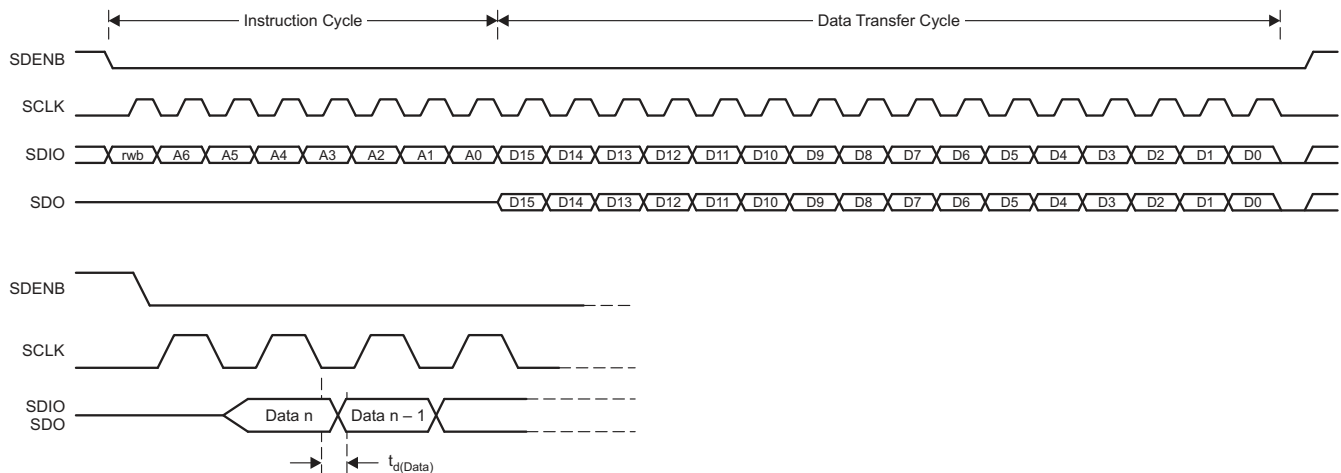 Instruction Cycle Data Transfer Cycle
SDENB
SCLK
SDIO rwb A6 A5 A4 A3 A2 A1 A0 D15 D14 D13 D12 D11 D10 D9 D8 D7 D6 D5 D4 D3 D2 D1 D0
SDO D15 D14 D13 D12 D11 D10 D9 D8 D7 D6 D5 D4 D3 D2 D1 D0
SDENB
SCLK
SDIO
SDO
Data n Data n – 1
td(Data)